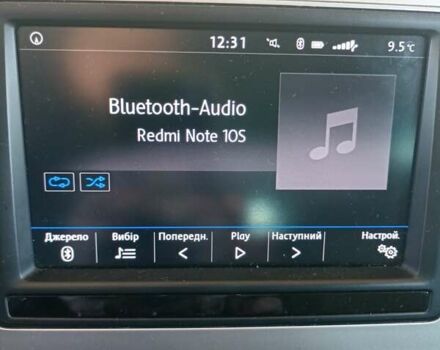 12:31 9.5°C
Bluetooth-Audio
Redmi Note 10S
Джерело Вибір Попередн. Play Наступний Настрой.